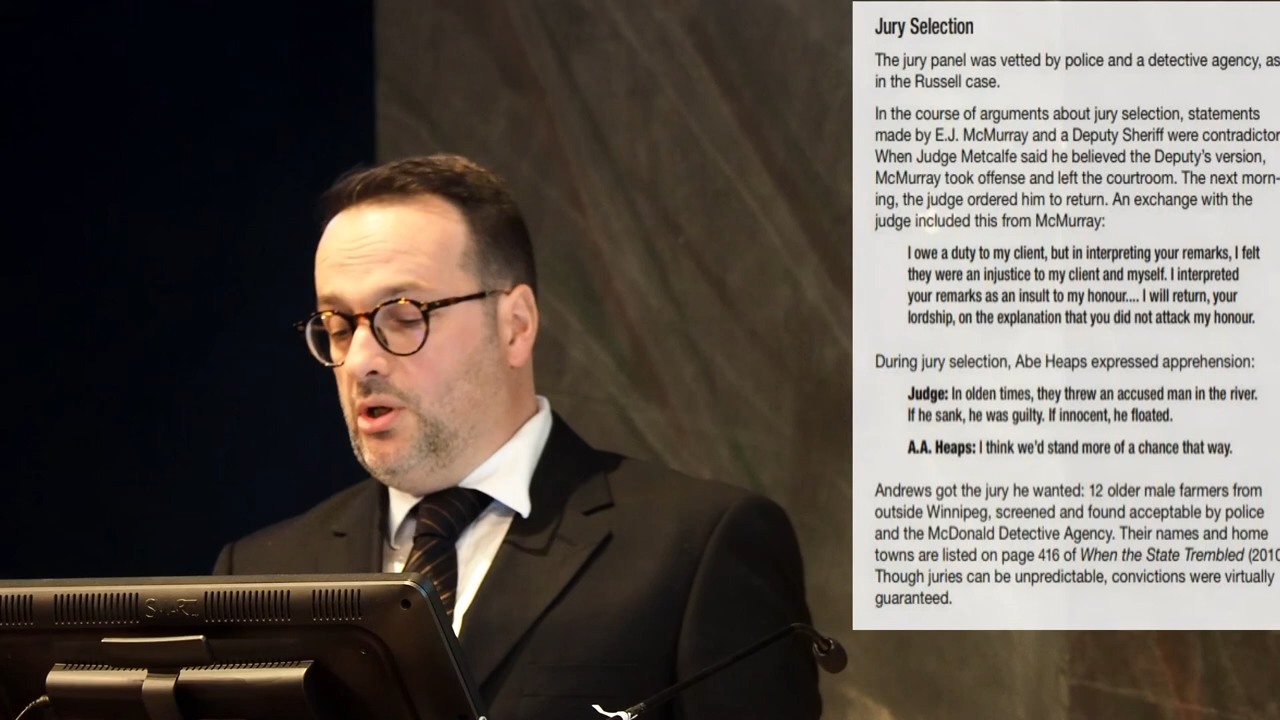 SMART
Jury Selection
The jury panel was vetted by police and a detective agency, as
in the Russell case.
In the course of arguments about jury selection, statements
made by E.J. McMurray and a Deputy Sheriff were contradictor
When Judge Metcalfe said he believed the Deputy's version,
McMurray took offense and left the courtroom. The next morn-
ing, the judge ordered him to return. An exchange with the
judge included this from McMurray:
I owe a duty to my client, but in interpreting your remarks, I felt
they were an injustice to my client and myself. I interpreted
your remarks as an insult to my honour.... I will return, your
lordship, on the explanation that you did not attack my honour.
During jury selection, Abe Heaps expressed apprehension:
Judge: In olden times, they threw an accused man in the river.
If he sank, he was guilty. If innocent, he floated.
A.A. Heaps: I think we'd stand more of a chance that way.
Andrews got the jury he wanted: 12 older male farmers from
outside Winnipeg, screened and found acceptable by police
and the McDonald Detective Agency. Their names and home
towns are listed on page 416 of When the State Trembled (2010
Though juries can be unpredictable, convictions were virtually
guaranteed.